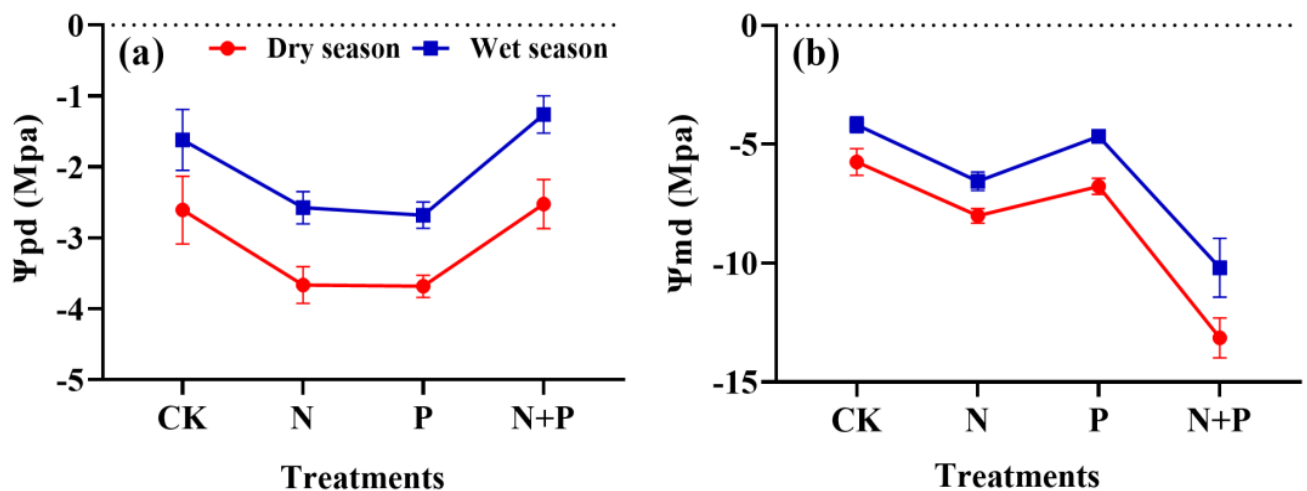 (a)
Dry season
Wet season
0
-1
-2
-3
-4
-5
Ψpd (Mpa)
CK N P N+P
Treatments
(b)
0
-5
-10
-15
Ψmd (Mpa)
CK N P N+P
Treatments